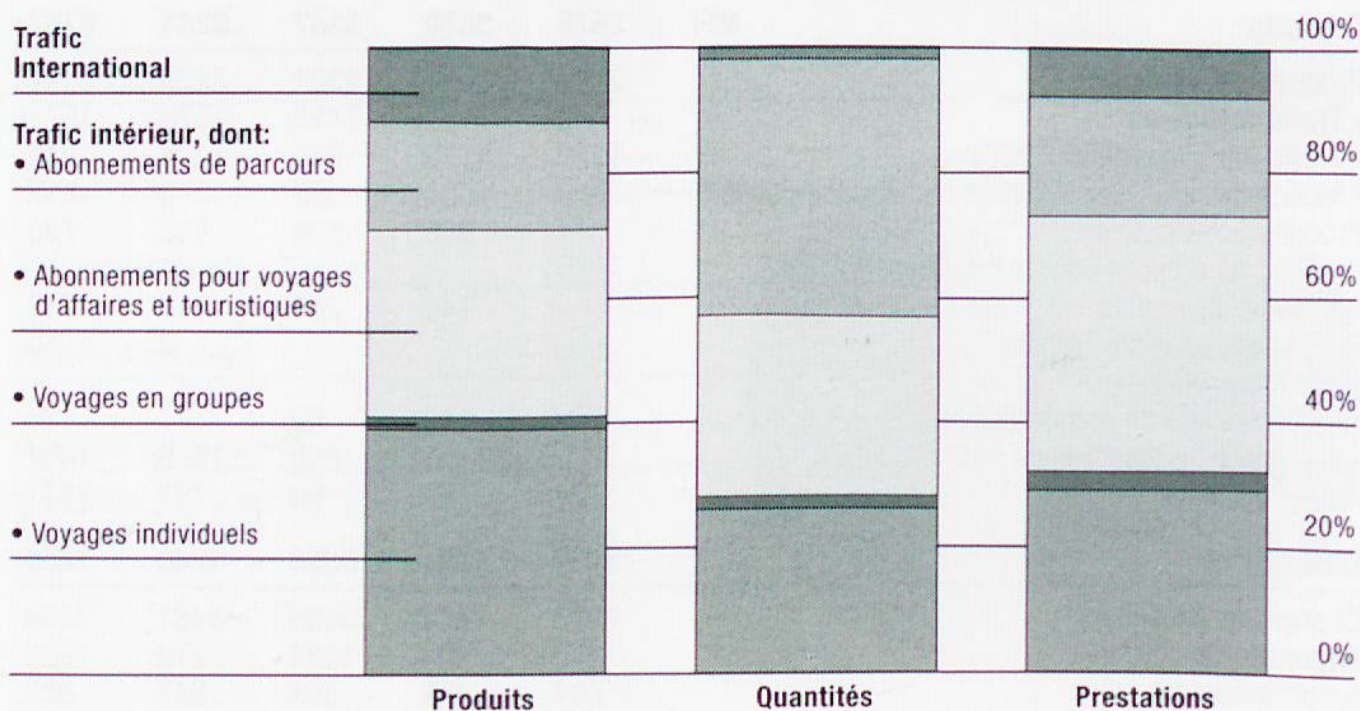 Trafic
International
Trafic intérieur, dont:
• Abonnements de parcours
• Abonnements pour voyages
d'affaires et touristiques
• Voyages en groupes
• Voyages individuels
100%
80%
60%
40%
20%
0%
Produits
Quantités
Prestations